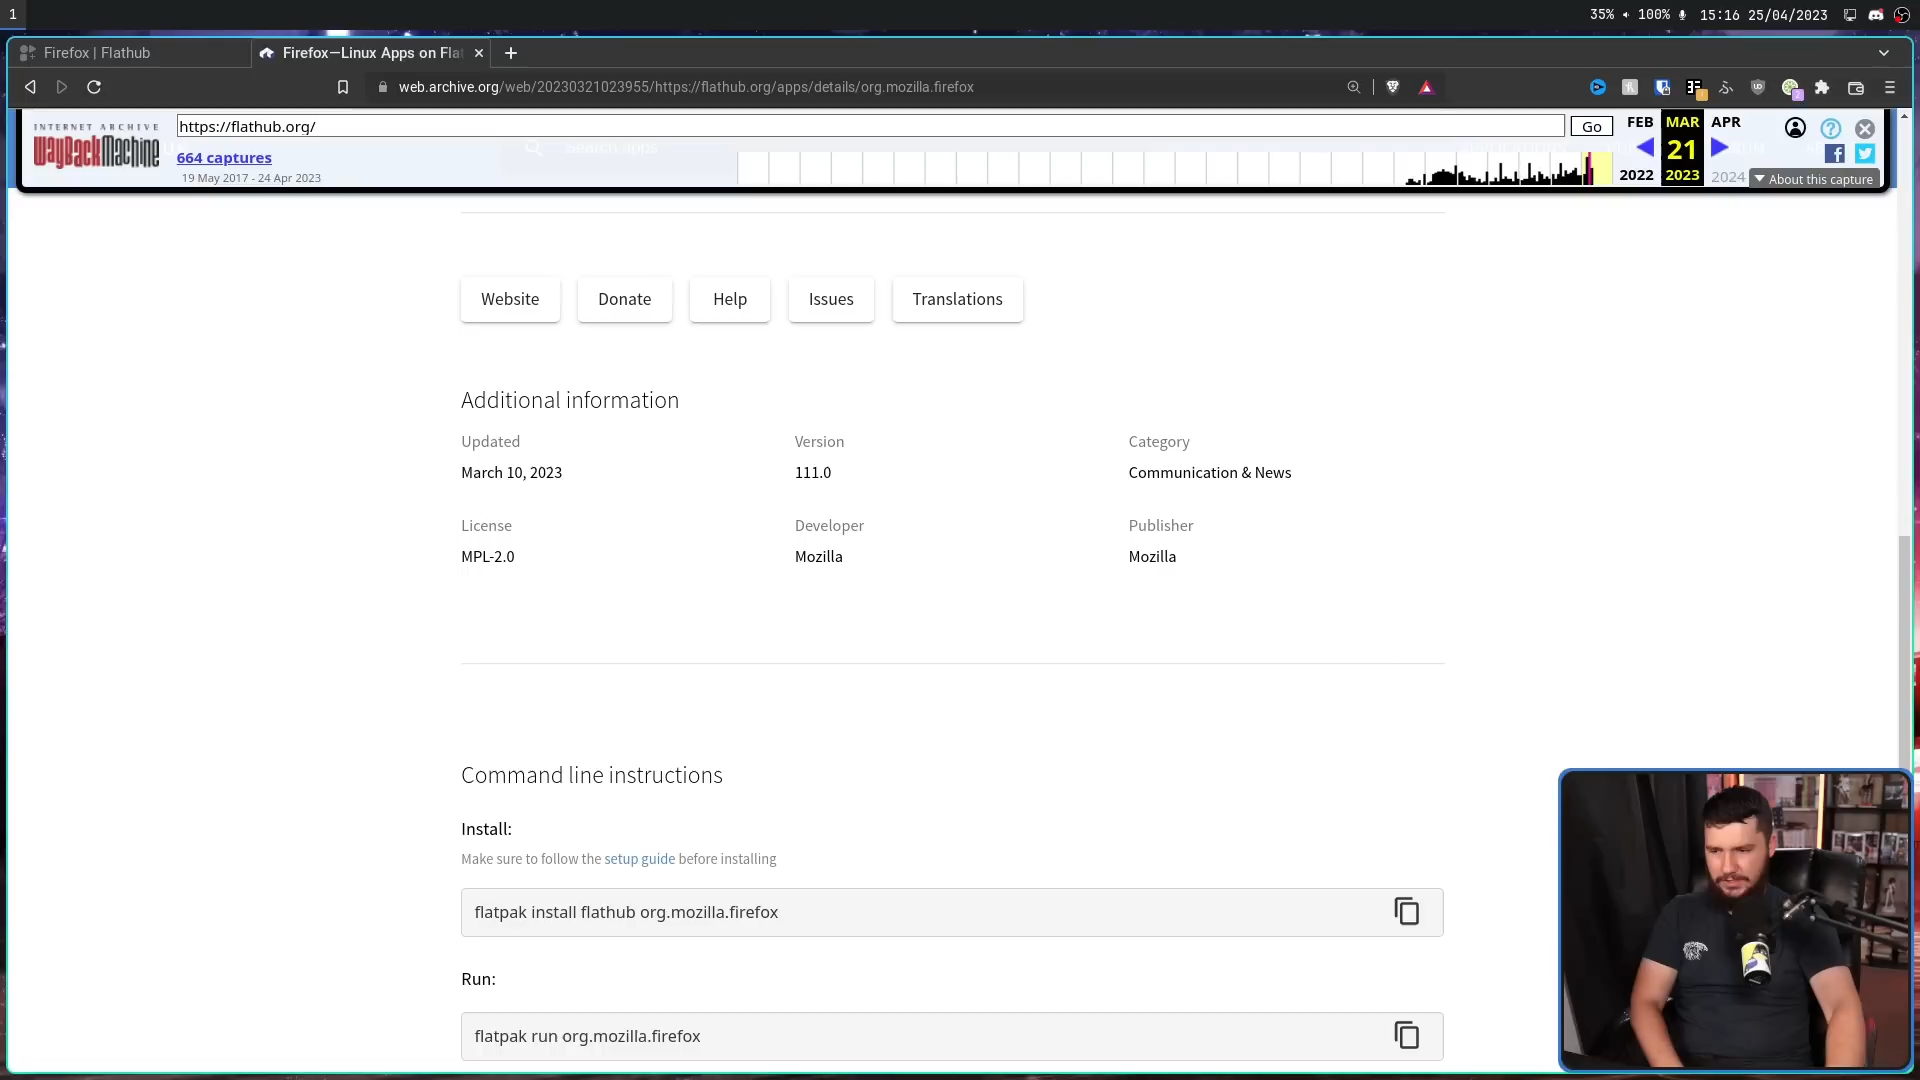 1
35% 100% 15:16 25/04/2023
Firefox | Flathub
Firefox—Linux Apps on Fla
web.archive.org/web/20230321023955/https://flathub.org/apps/details/org.mozilla.firefox
INTERNET ARCHIVE
WayBackMachine
https://flathub.org/
Go
FEB MAR APR
Search apps
664 captures
21
19 May 2017 - 24 Apr 2023
2022 2023 2024
About this capture
Website Donate Help Issues Translations
Additional information
Updated Version Category
March 10, 2023 111.0 Communication & News
License Developer Publisher
MPL-2.0 Mozilla Mozilla
Command line instructions
Install:
Make sure to follow the setup guide before installing
flatpak install flathub org.mozilla.firefox
Run:
flatpak run org.mozilla.firefox